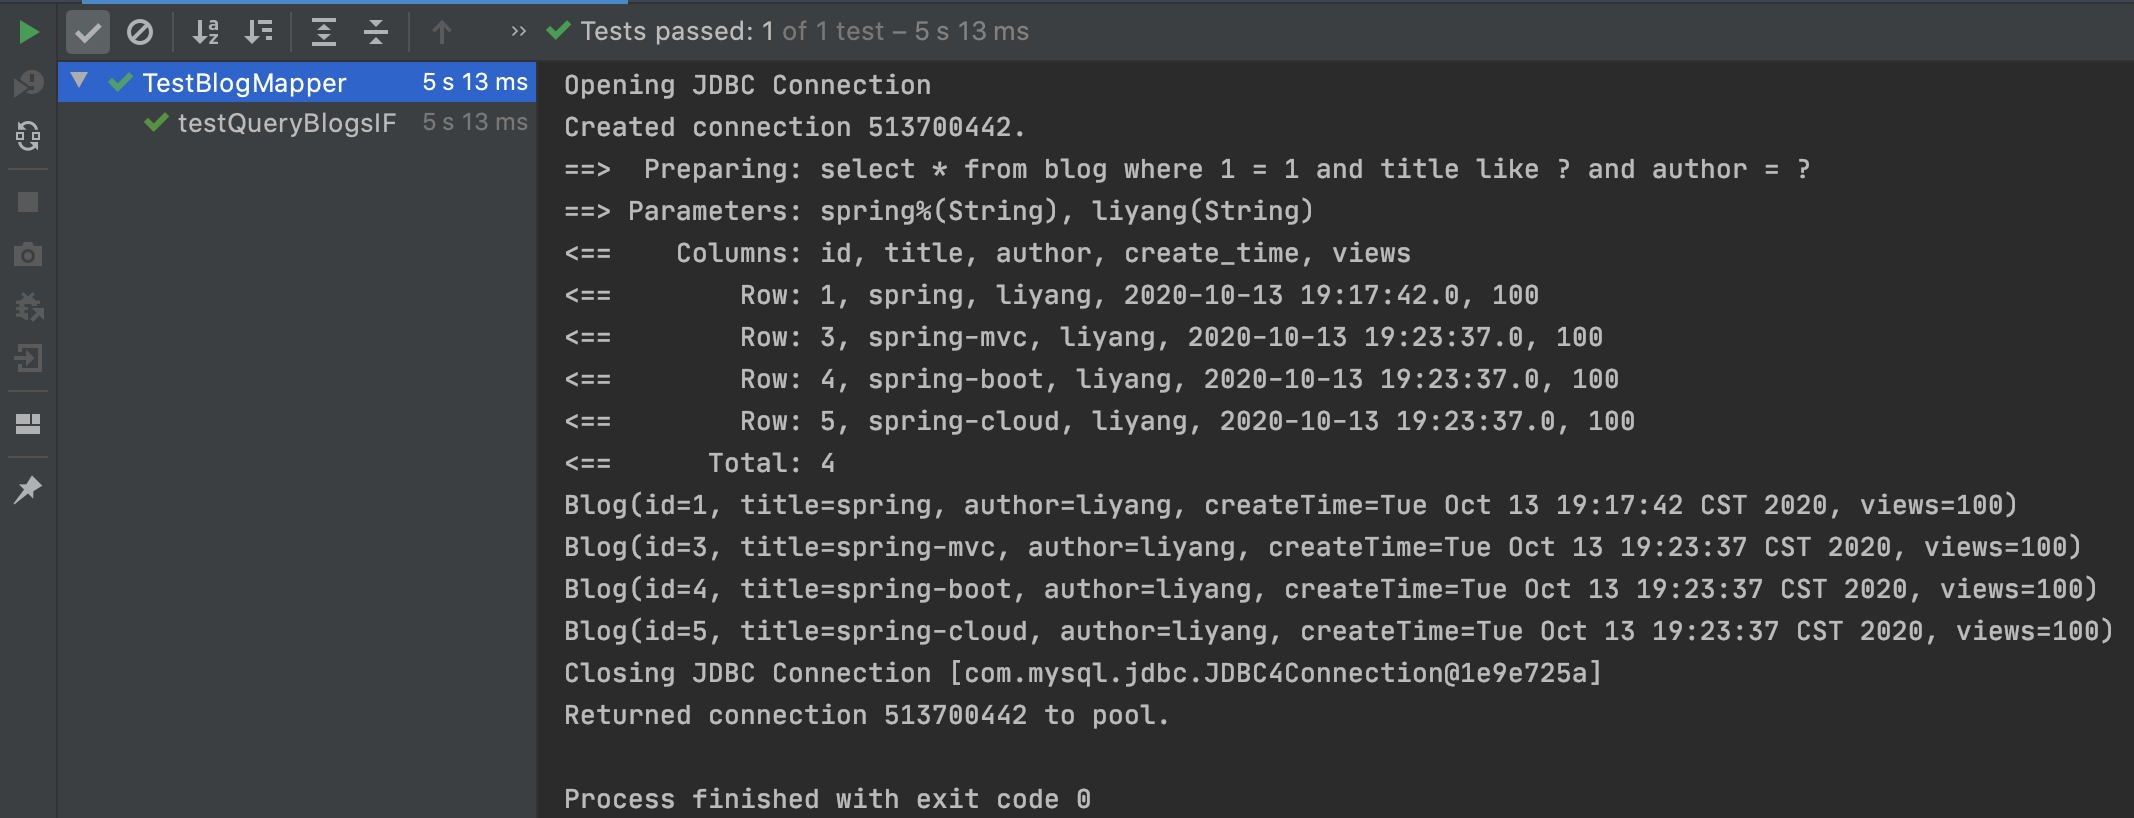 Tests passed: 1 of 1 test – 5 s 13 ms
TestBlogMapper 5 s 13 ms
testQueryBlogsIF 5 s 13 ms
Opening JDBC Connection
Created connection 513700442.
==>  Preparing: select * from blog where 1 = 1 and title like ? and author = ?
==> Parameters: spring%(String), liyang(String)
<==    Columns: id, title, author, create_time, views
<==        Row: 1, spring, liyang, 2020-10-13 19:17:42.0, 100
<==        Row: 3, spring-mvc, liyang, 2020-10-13 19:23:37.0, 100
<==        Row: 4, spring-boot, liyang, 2020-10-13 19:23:37.0, 100
<==        Row: 5, spring-cloud, liyang, 2020-10-13 19:23:37.0, 100
<==      Total: 4
Blog(id=1, title=spring, author=liyang, createTime=Tue Oct 13 19:17:42 CST 2020, views=100)
Blog(id=3, title=spring-mvc, author=liyang, createTime=Tue Oct 13 19:23:37 CST 2020, views=100)
Blog(id=4, title=spring-boot, author=liyang, createTime=Tue Oct 13 19:23:37 CST 2020, views=100)
Blog(id=5, title=spring-cloud, author=liyang, createTime=Tue Oct 13 19:23:37 CST 2020, views=100)
Closing JDBC Connection [com.mysql.jdbc.JDBC4Connection@1e9e725a]
Returned connection 513700442 to pool.
Process finished with exit code 0